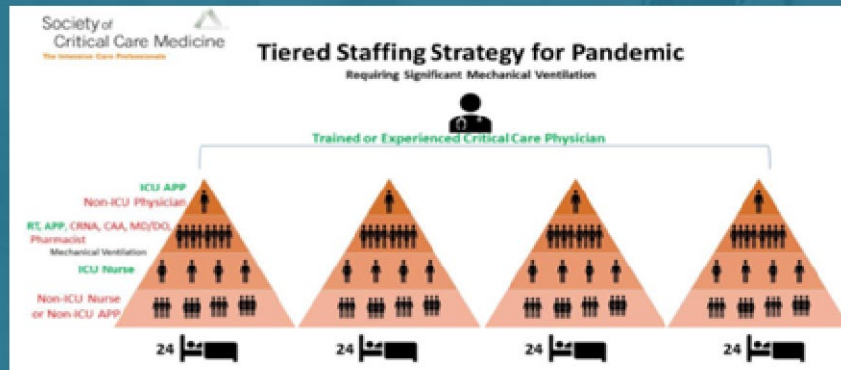 Society of
Critical Care Medicine
The Intensive Care Professionals
Tiered Staffing Strategy for Pandemic
Requiring Significant Mechanical Ventilation
Trained or Experienced Critical Care Physician
ICU APP
Non-ICU Physician
RT, APP, CRNA, CAA, MD/DO,
Pharmacist
Mechanical Ventilation
ICU Nurse
Non-ICU Nurse
or Non-ICU APP
24 24 24 24